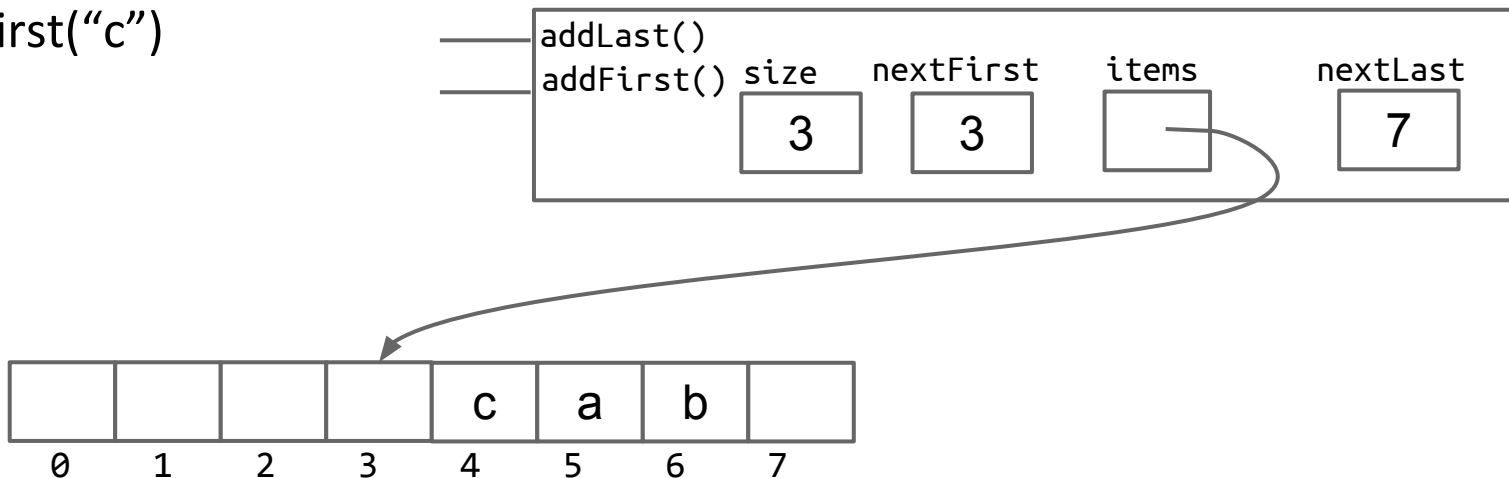 irst(“c”)
addLast()
addFirst()
size nextFirst items nextLast
3 3 7
c a b
0 1 2 3 4 5 6 7